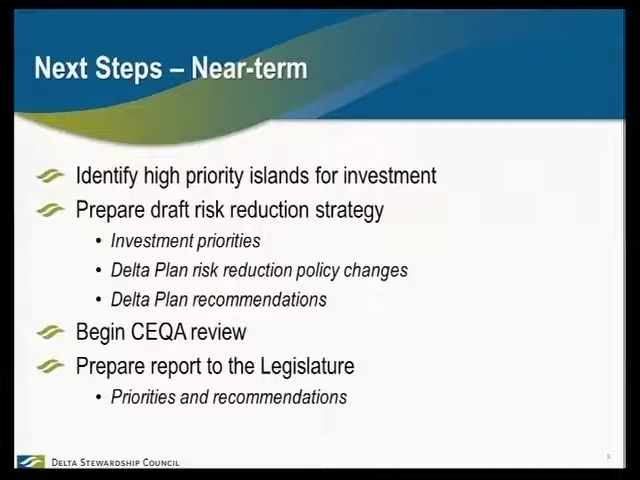 Next Steps – Near-term
Identify high priority islands for investment
Prepare draft risk reduction strategy
• Investment priorities
• Delta Plan risk reduction policy changes
• Delta Plan recommendations
Begin CEQA review
Prepare report to the Legislature
• Priorities and recommendations
DELTA STEWARDSHIP COUNCIL